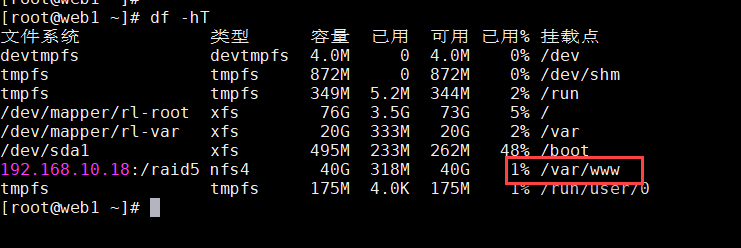 [root@web1 ~]#
[root@web1 ~]# df -hT
文件系统 类型 容量 已用 可用 已用% 挂载点
devtmpfs devtmpfs 4.0M 0 4.0M 0% /dev
tmpfs tmpfs 872M 0 872M 0% /dev/shm
tmpfs tmpfs 349M 5.2M 344M 2% /run
/dev/mapper/rl-root xfs 76G 3.5G 73G 5% /
/dev/mapper/rl-var xfs 20G 333M 20G 2% /var
/dev/sda1 xfs 495M 233M 262M 48% /boot
192.168.10.18:/raid5 nfs4 40G 318M 40G 1% /var/www
tmpfs tmpfs 175M 4.0K 175M 1% /run/user/0
[root@web1 ~]#